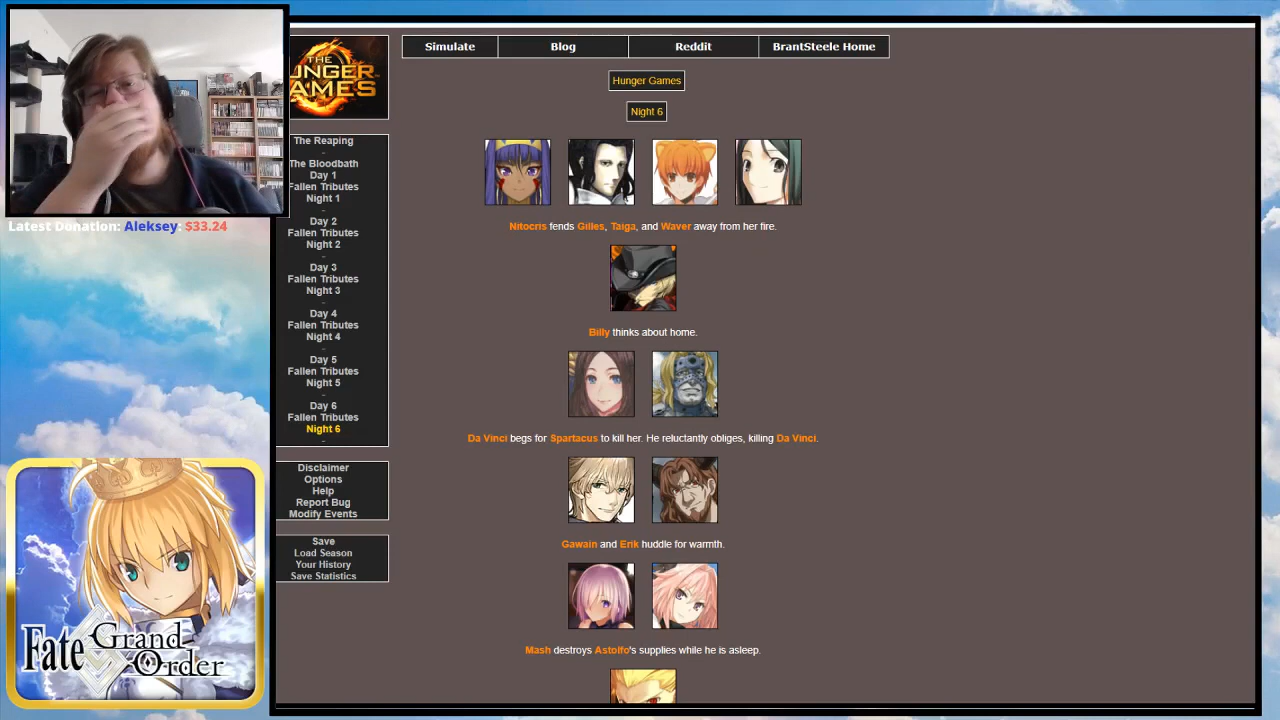 Latest Donation: Aleksey: $33.24
THE
HUNGER
GAMES
The Reaping
-
The Bloodbath
Day 1
Fallen Tributes
Night 1
-
Day 2
Fallen Tributes
Night 2
-
Day 3
Fallen Tributes
Night 3
-
Day 4
Fallen Tributes
Night 4
-
Day 5
Fallen Tributes
Night 5
-
Day 6
Fallen Tributes
Night 6
-
Disclaimer
Options
Help
Report Bug
Modify Events
Save
Load Season
Your History
Save Statistics
Fate
Grand
Order
Simulate Blog Reddit BrantSteele Home
Hunger Games
Night 6
Nitocris fends Gilles, Taiga, and Waver away from her fire.
Billy thinks about home.
Da Vinci begs for Spartacus to kill her. He reluctantly obliges, killing Da Vinci.
Gawain and Erik huddle for warmth.
Mash destroys Astolfo's supplies while he is asleep.